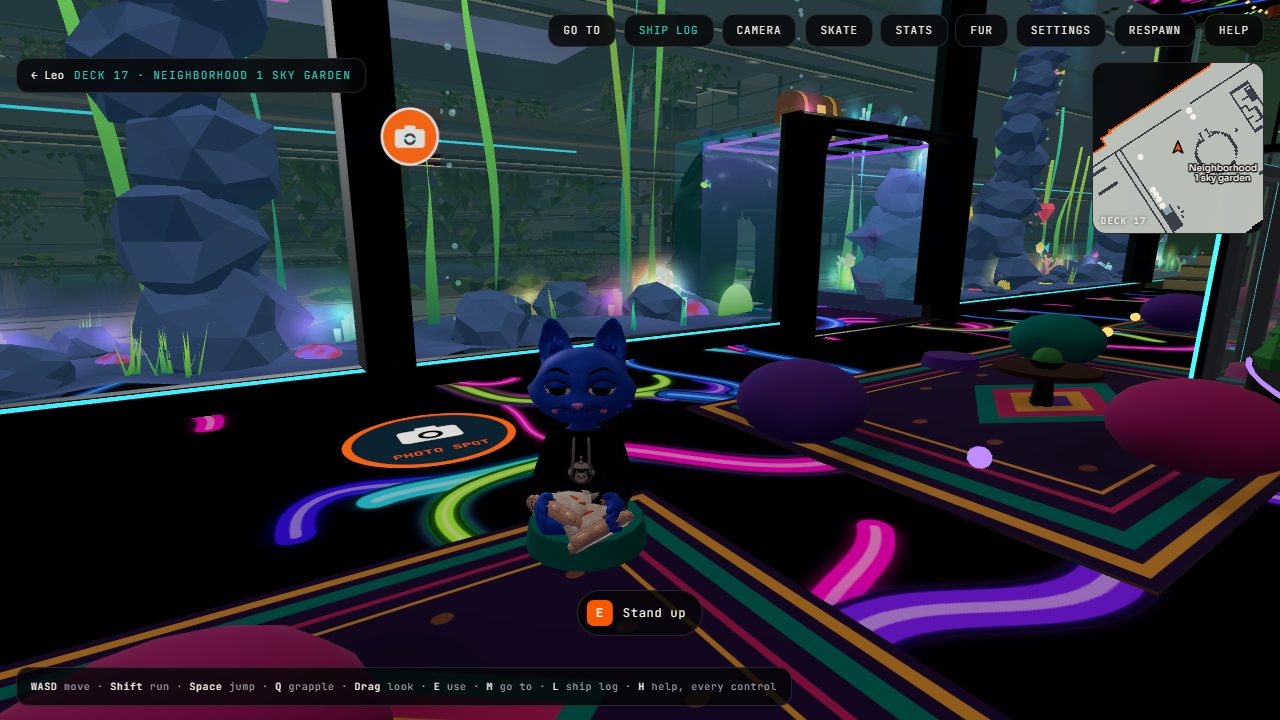 GO TO
SHIP LOG
CAMERA
SKATE
STATS
FUR
SETTINGS
RESPAWN
HELP
← Leo DECK 17 · NEIGHBORHOOD 1 SKY GARDEN
Neighborhood
1 sky garden
DECK 17
PHOTO SPOT
E Stand up
WASD move · Shift run · Space jump · Q grapple · Drag look · E use · M go to · L ship log · H help, every control